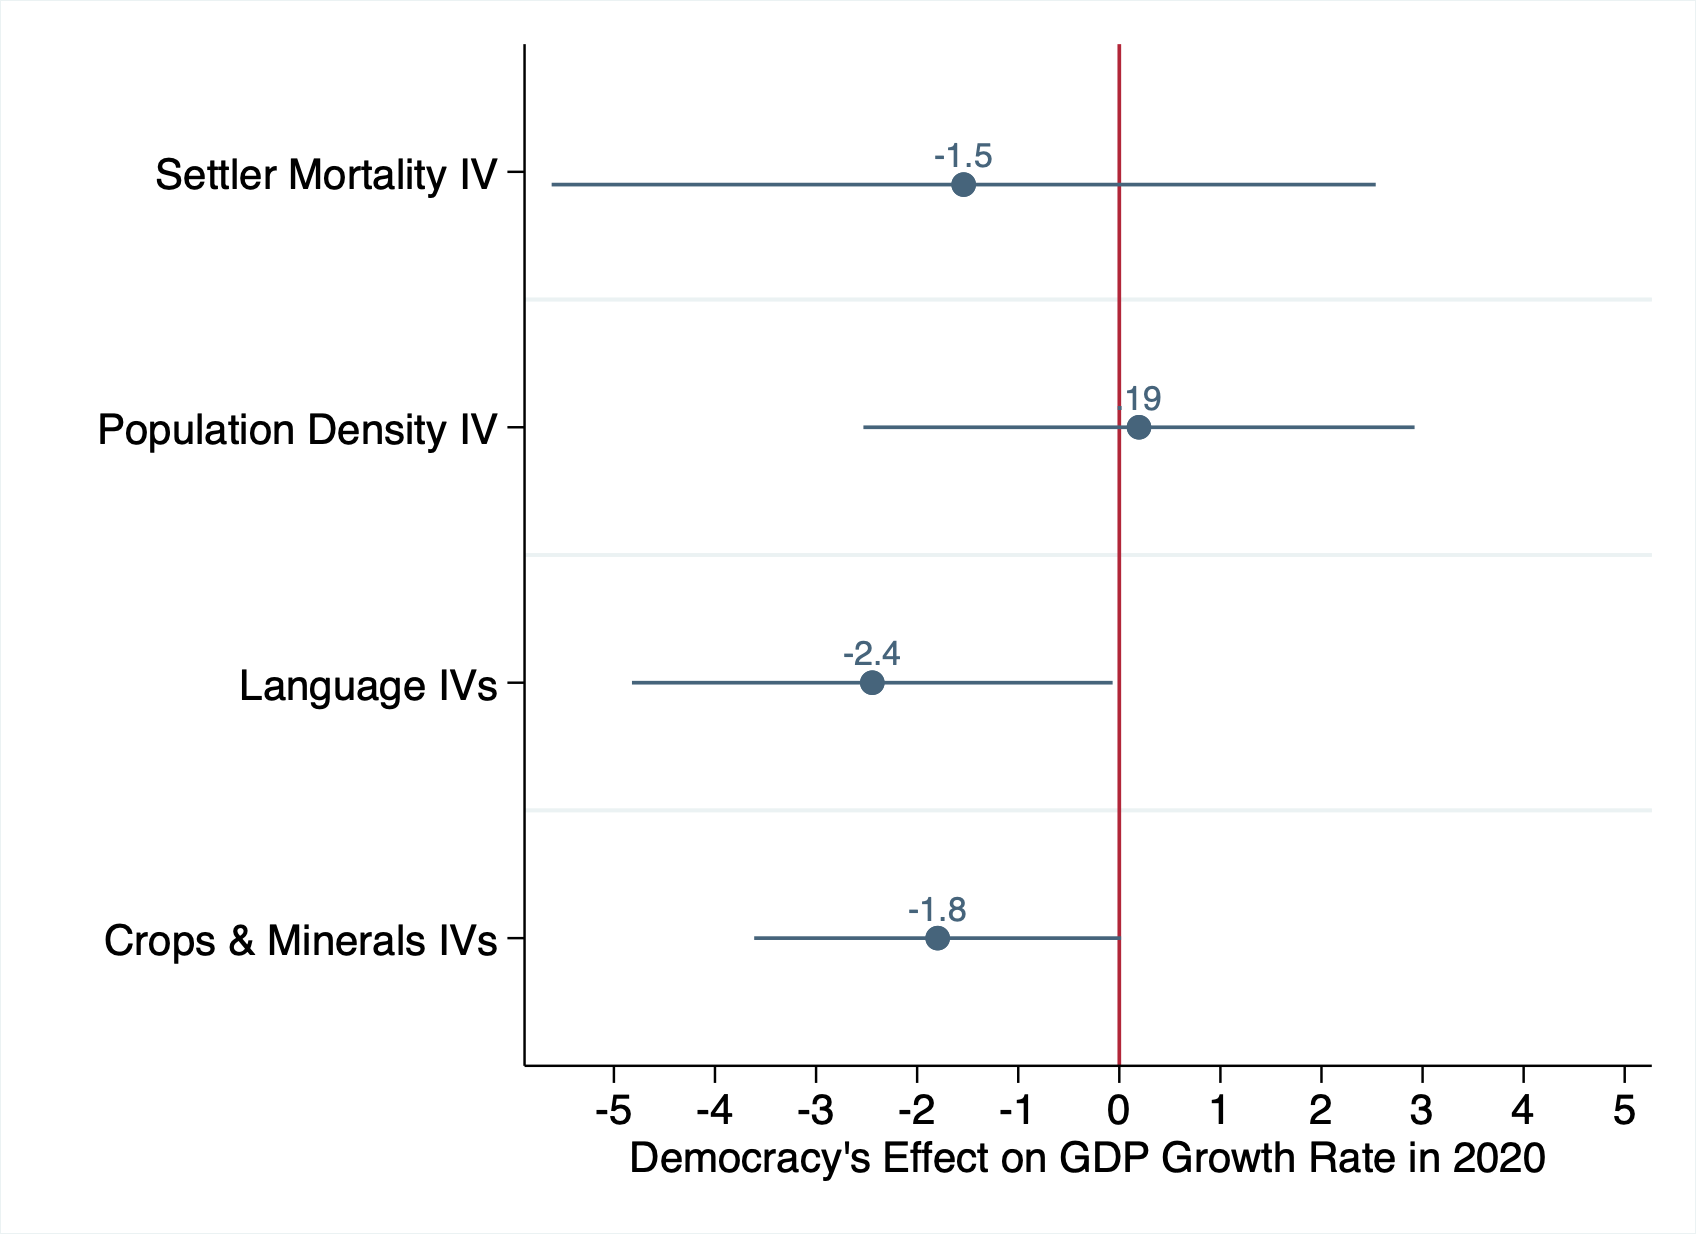 Settler Mortality IV
-1.5
Population Density IV
.19
Language IVs
-2.4
Crops & Minerals IVs
-1.8
-5 -4 -3 -2 -1 0 1 2 3 4 5
Democracy's Effect on GDP Growth Rate in 2020